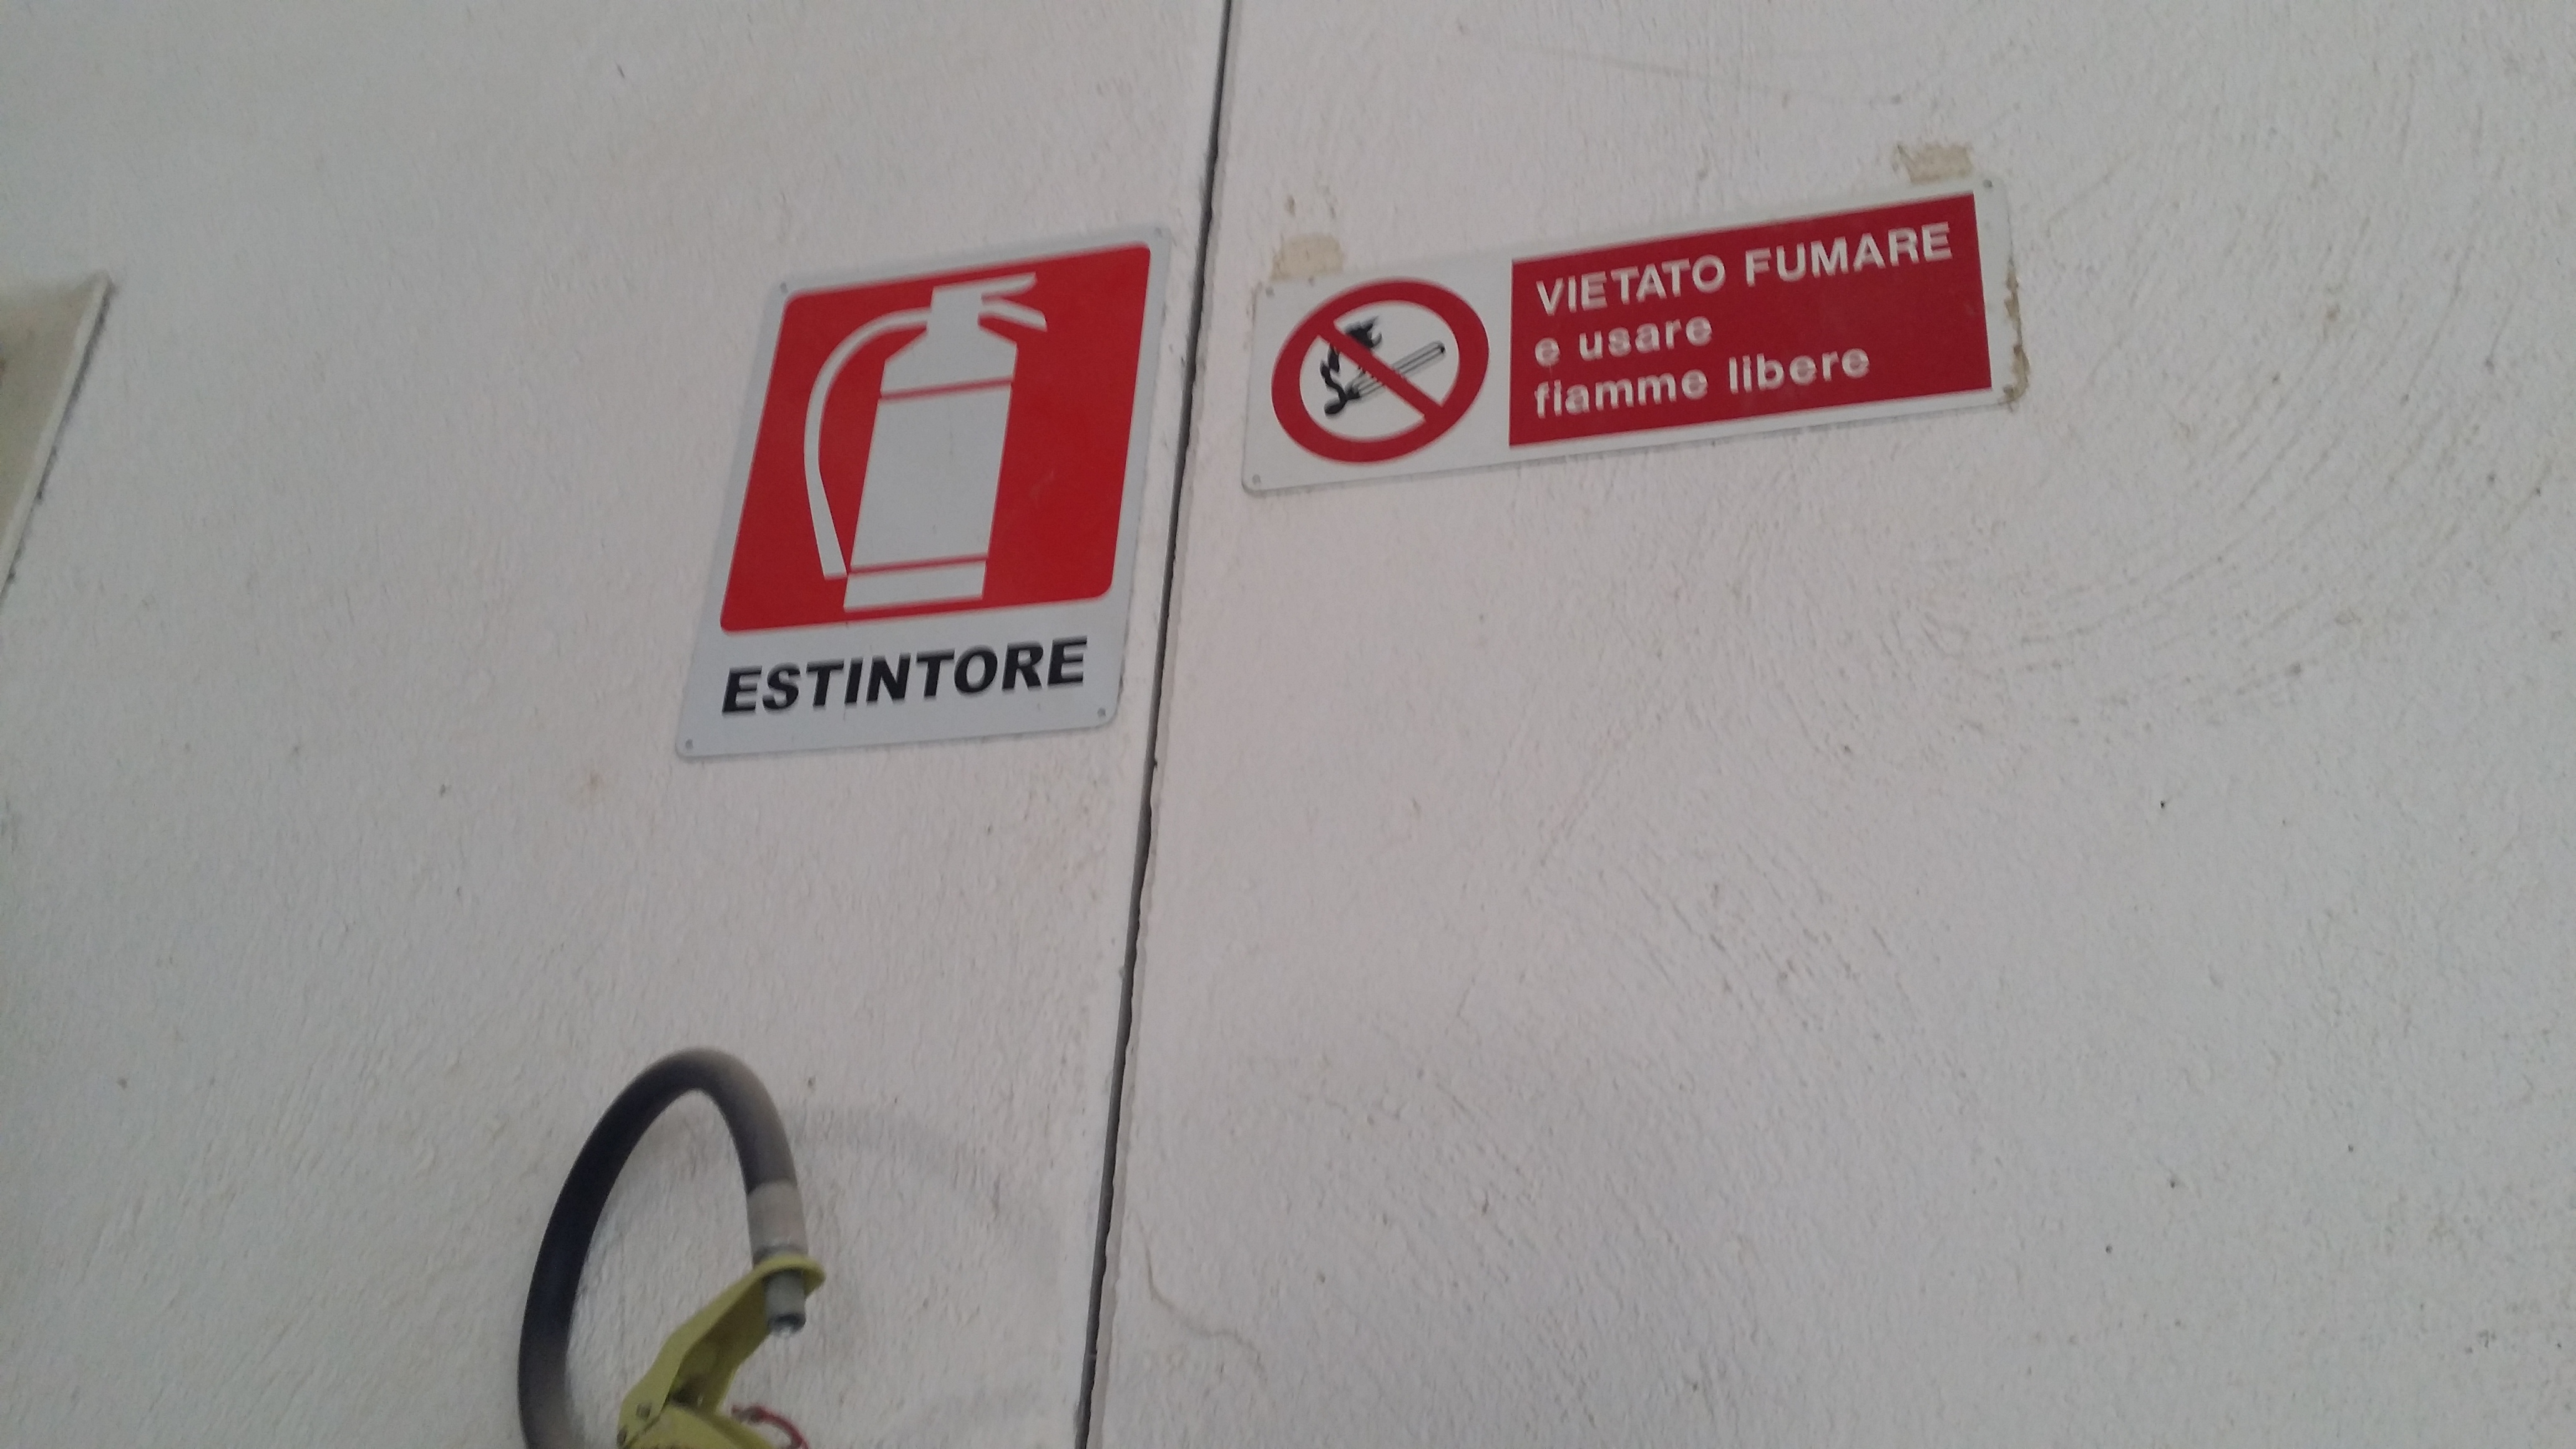 ESTINTORE
VIETATO FUMARE
e usare
fiamme libere